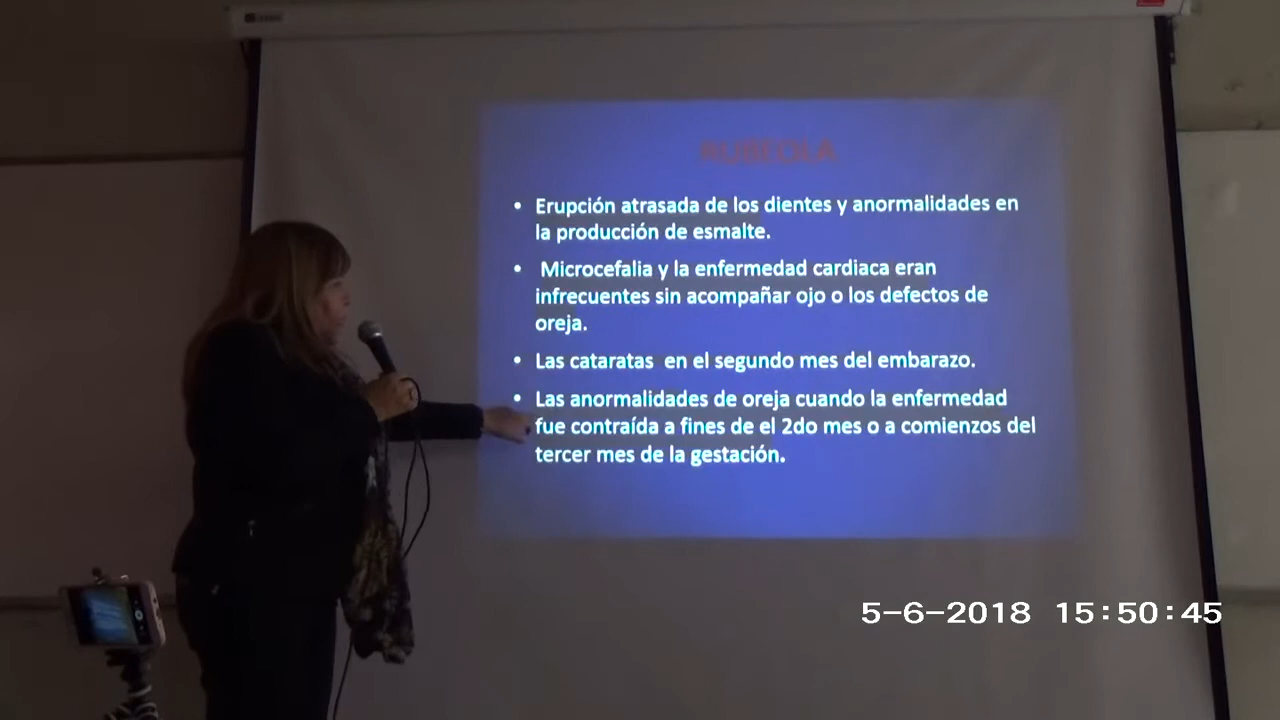 RUBEOLA
• Erupción atrasada de los dientes y anormalidades en
la producción de esmalte.
• Microcefalia y la enfermedad cardiaca eran
infrecuentes sin acompañar ojo o los defectos de
oreja.
• Las cataratas en el segundo mes del embarazo.
• Las anormalidades de oreja cuando la enfermedad
fue contraída a fines de el 2do mes o a comienzos del
tercer mes de la gestación.
5-6-2018 15:50:45